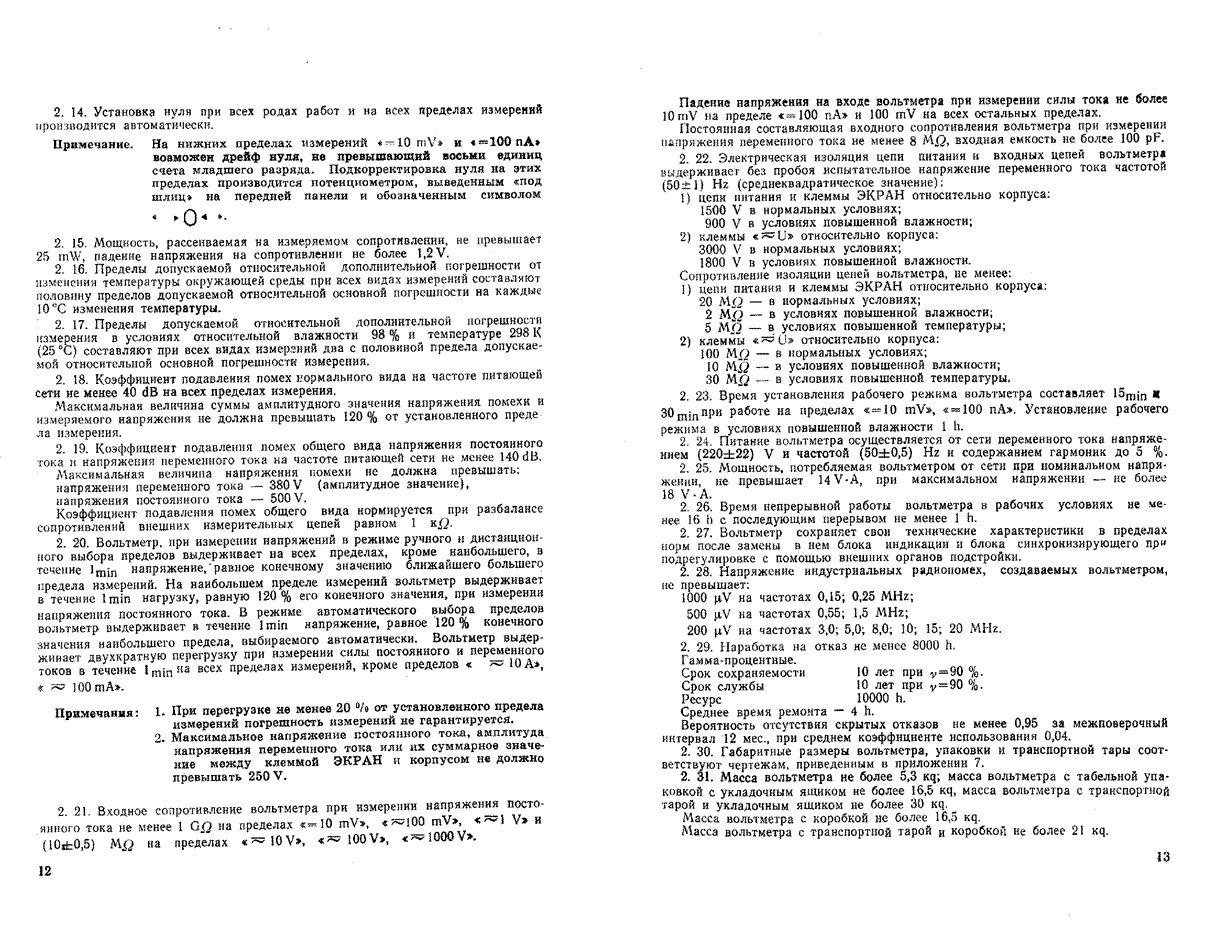 2. 14. Установка нуля при всех родах работ и на всех пределах измерений
производится автоматически.
Примечание. На нижних пределах измерений «=10 mV» и «=100 nA»
возможен дрейф нуля, не превышающий восьми единиц
счета младшего разряда. Подкорректировка нуля на этих
пределах производится потенциометром, выведенным «под
шлиц» на передней панели и обозначенным символом
« ▸0◂ ».
2. 15. Мощность, рассеиваемая на измеряемом сопротивлении, не превышает
25 mW, падение напряжения на сопротивлении не более 1,2 V.
2. 16. Пределы допускаемой относительной дополнительной погрешности от
изменения температуры окружающей среды при всех видах измерений составляют
половину пределов допускаемой относительной основной погрешности на каждые
10 °C изменения температуры.
2. 17. Пределы допускаемой относительной дополнительной погрешности
измерения в условиях относительной влажности 98 % и температуре 298 K
(25 °C) составляют при всех видах измерений два с половиной предела допускае-
мой относительной основной погрешности измерения.
2. 18. Коэффициент подавления помех нормального вида на частоте питающей
сети не менее 40 dB на всех пределах измерения.
Максимальная величина суммы амплитудного значения напряжения помехи и
измеряемого напряжения не должна превышать 120 % от установленного преде
ла измерения.
2. 19. Коэффициент подавления помех общего вида напряжения постоянного
тока и напряжения переменного тока на частоте питающей сети не менее 140 dB.
Максимальная величина напряжения помехи не должна превышать:
напряжения переменного тока — 380 V (амплитудное значение),
напряжения постоянного тока — 500 V.
Коэффициент подавления помех общего вида нормируется при разбалансе
сопротивлений внешних измерительных цепей равном 1 кΩ.
2. 20. Вольтметр, при измерении напряжений в режиме ручного и дистанцион-
ного выбора пределов выдерживает на всех пределах, кроме наибольшего, в
течение 1min напряжение, равное конечному значению ближайшего большего
предела измерений. На наибольшем пределе измерений вольтметр выдерживает
в течение 1min нагрузку, равную 120 % его конечного значения, при измерении
напряжения постоянного тока. В режиме автоматического выбора пределов
вольтметр выдерживает в течение 1min напряжение, равное 120 % конечного
значения наибольшего предела, выбираемого автоматически. Вольтметр выдер-
живает двухкратную перегрузку при измерении силы постоянного и переменного
токов в течение 1min на всех пределах измерений, кроме пределов « ≂ 10 A»,
« ≂ 100 mA».
Примечания: 1. При перегрузке не менее 20 % от установленного предела
измерений погрешность измерений не гарантируется.
2. Максимальное напряжение постоянного тока, амплитуда
напряжения переменного тока или их суммарное значе-
ние между клеммой ЭКРАН и корпусом не должно
превышать 250 V.
2. 21. Входное сопротивление вольтметра при измерении напряжения посто-
янного тока не менее 1 GΩ на пределах «=10 mV», «≂100 mV», «≂1 V» и
(10±0,5) MΩ на пределах «≂ 10 V», «≂ 100 V», «≂ 1000 V».
12
Падение напряжения на входе вольтметра при измерении силы тока не более
10 mV на пределе «=100 nA» и 100 mV на всех остальных пределах.
Постоянная составляющая входного сопротивления вольтметра при измерении
напряжения переменного тока не менее 8 MΩ, входная емкость не более 100 pF.
2. 22. Электрическая изоляция цепи питания и входных цепей вольтметра
выдерживает без пробоя испытательное напряжение переменного тока частотой
(50±1) Hz (среднеквадратическое значение):
1) цепи питания и клеммы ЭКРАН относительно корпуса:
1500 V в нормальных условиях;
900 V в условиях повышенной влажности;
2) клеммы «≂U» относительно корпуса:
3000 V в нормальных условиях;
1800 V в условиях повышенной влажности.
Сопротивление изоляции цепей вольтметра, не менее:
1) цепи питания и клеммы ЭКРАН относительно корпуса:
20 MΩ — в нормальных условиях;
2 MΩ — в условиях повышенной влажности;
5 MΩ — в условиях повышенной температуры;
2) клеммы «≂U» относительно корпуса:
100 MΩ — в нормальных условиях;
10 MΩ — в условиях повышенной влажности;
30 MΩ — в условиях повышенной температуры.
2. 23. Время установления рабочего режима вольтметра составляет 15min и
30 min при работе на пределах «=10 mV», «=100 nA». Установление рабочего
режима в условиях повышенной влажности 1 h.
2. 24. Питание вольтметра осуществляется от сети переменного тока напряже-
нием (220±22) V и частотой (50±0,5) Hz и содержанием гармоник до 5 %.
2. 25. Мощность, потребляемая вольтметром от сети при номинальном напря-
жении, не превышает 14 V·A, при максимальном напряжении — не более
18 V·A.
2. 26. Время непрерывной работы вольтметра в рабочих условиях не ме-
нее 16 h с последующим перерывом не менее 1 h.
2. 27. Вольтметр сохраняет свои технические характеристики в пределах
норм после замены в нем блока индикации и блока синхронизирующего при
подрегулировке с помощью внешних органов подстройки.
2. 28. Напряжение индустриальных радиопомех, создаваемых вольтметром,
не превышает:
1000 μV на частотах 0,15; 0,25 MHz;
500 μV на частотах 0,55; 1,5 MHz;
200 μV на частотах 3,0; 5,0; 8,0; 10; 15; 20 MHz.
2. 29. Наработка на отказ не менее 8000 h.
Гамма-процентные.
Срок сохраняемости 10 лет при γ=90 %.
Срок службы 10 лет при γ=90 %.
Ресурс 10000 h.
Среднее время ремонта — 4 h.
Вероятность отсутствия скрытых отказов не менее 0,95 за межповерочный
интервал 12 мес., при среднем коэффициенте использования 0,04.
2. 30. Габаритные размеры вольтметра, упаковки и транспортной тары соот-
ветствуют чертежам, приведенным в приложении 7.
2. 31. Масса вольтметра не более 5,3 kq; масса вольтметра с табельной упа-
ковкой с укладочным ящиком не более 16,5 kq, масса вольтметра с транспортной
тарой и укладочным ящиком не более 30 kq.
Масса вольтметра с коробкой не более 16,5 kq.
Масса вольтметра с транспортной тарой и коробкой не более 21 kq.
13